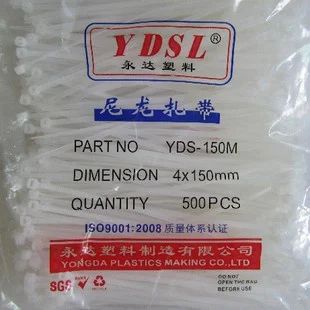 YDSL®
永达塑料
尼龙扎带
PART NO YDS-150M
DIMENSION 4x150mm
QUANTITY 500PCS
ISO9001:2008 质量体系认证
永达塑料制造有限公司
YONGDA PLASTICS MAKING CO.,LTD
SGS
DO NOT
OPEN BAG
BEFORE USE